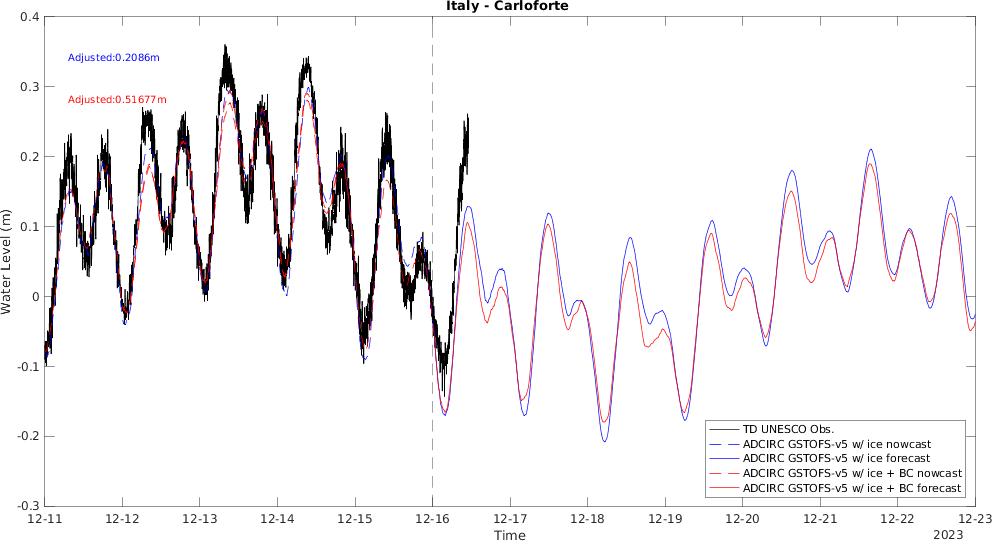 Italy - Carloforte
0.4
Adjusted:0.2086m
0.3
Adjusted:0.51677m
0.2
0.1
Water Level (m)
0
-0.1
-0.2
-0.3
TD UNESCO Obs.
ADCIRC GSTOFS-v5 w/ ice nowcast
ADCIRC GSTOFS-v5 w/ ice forecast
ADCIRC GSTOFS-v5 w/ ice + BC nowcast
ADCIRC GSTOFS-v5 w/ ice + BC forecast
12-11 12-12 12-13 12-14 12-15 12-16 12-17 12-18 12-19 12-20 12-21 12-22 12-23
Time
2023